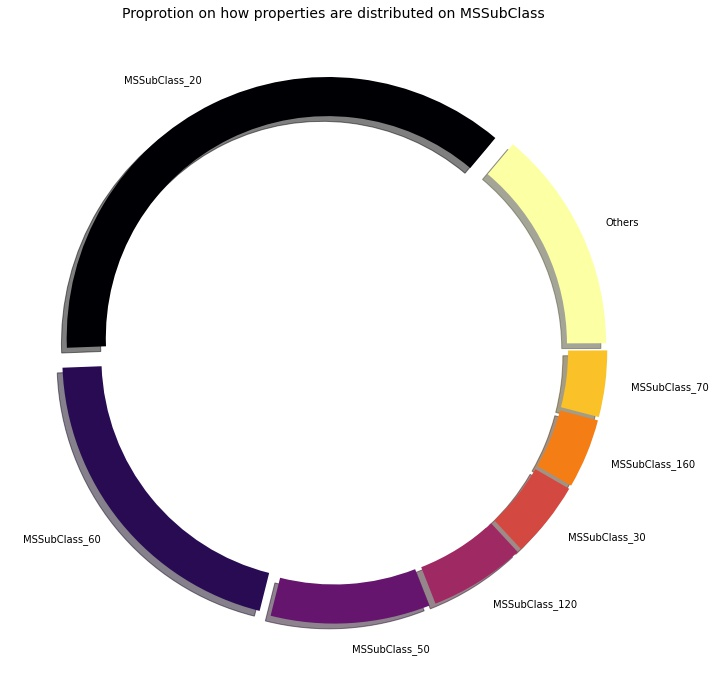 Proprotion on how properties are distributed on MSSubClass
MSSubClass_20
Others
MSSubClass_70
MSSubClass_160
MSSubClass_30
MSSubClass_60
MSSubClass_120
MSSubClass_50